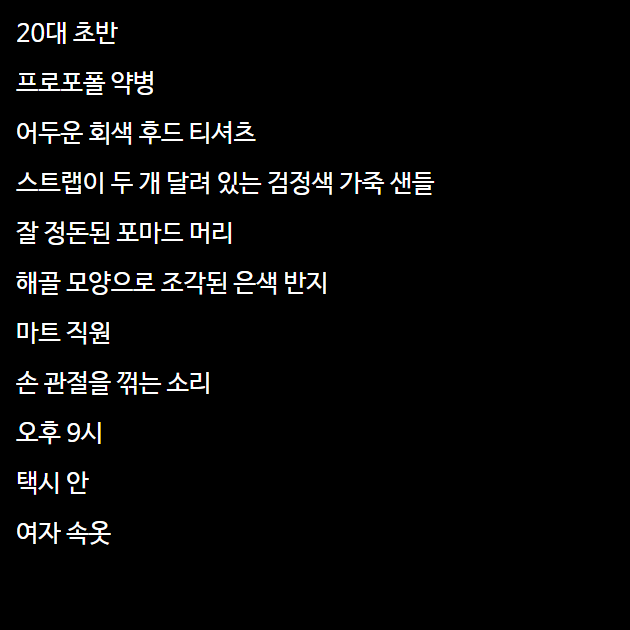 20대 초반
프로포폴 약병
어두운 회색 후드 티셔츠
스트랩이 두 개 달려 있는 검정색 가죽 샌들
잘 정돈된 포마드 머리
해골 모양으로 조각된 은색 반지
마트 직원
손 관절을 꺾는 소리
오후 9시
택시 안
여자 속옷